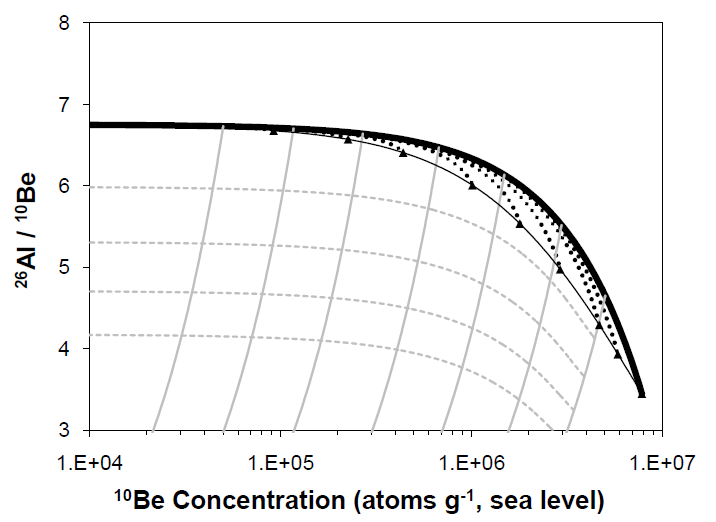 8
7
6
5
4
3
²⁶Al / ¹⁰Be
1.E+04 1.E+05 1.E+06 1.E+07
¹⁰Be Concentration (atoms g⁻¹, sea level)